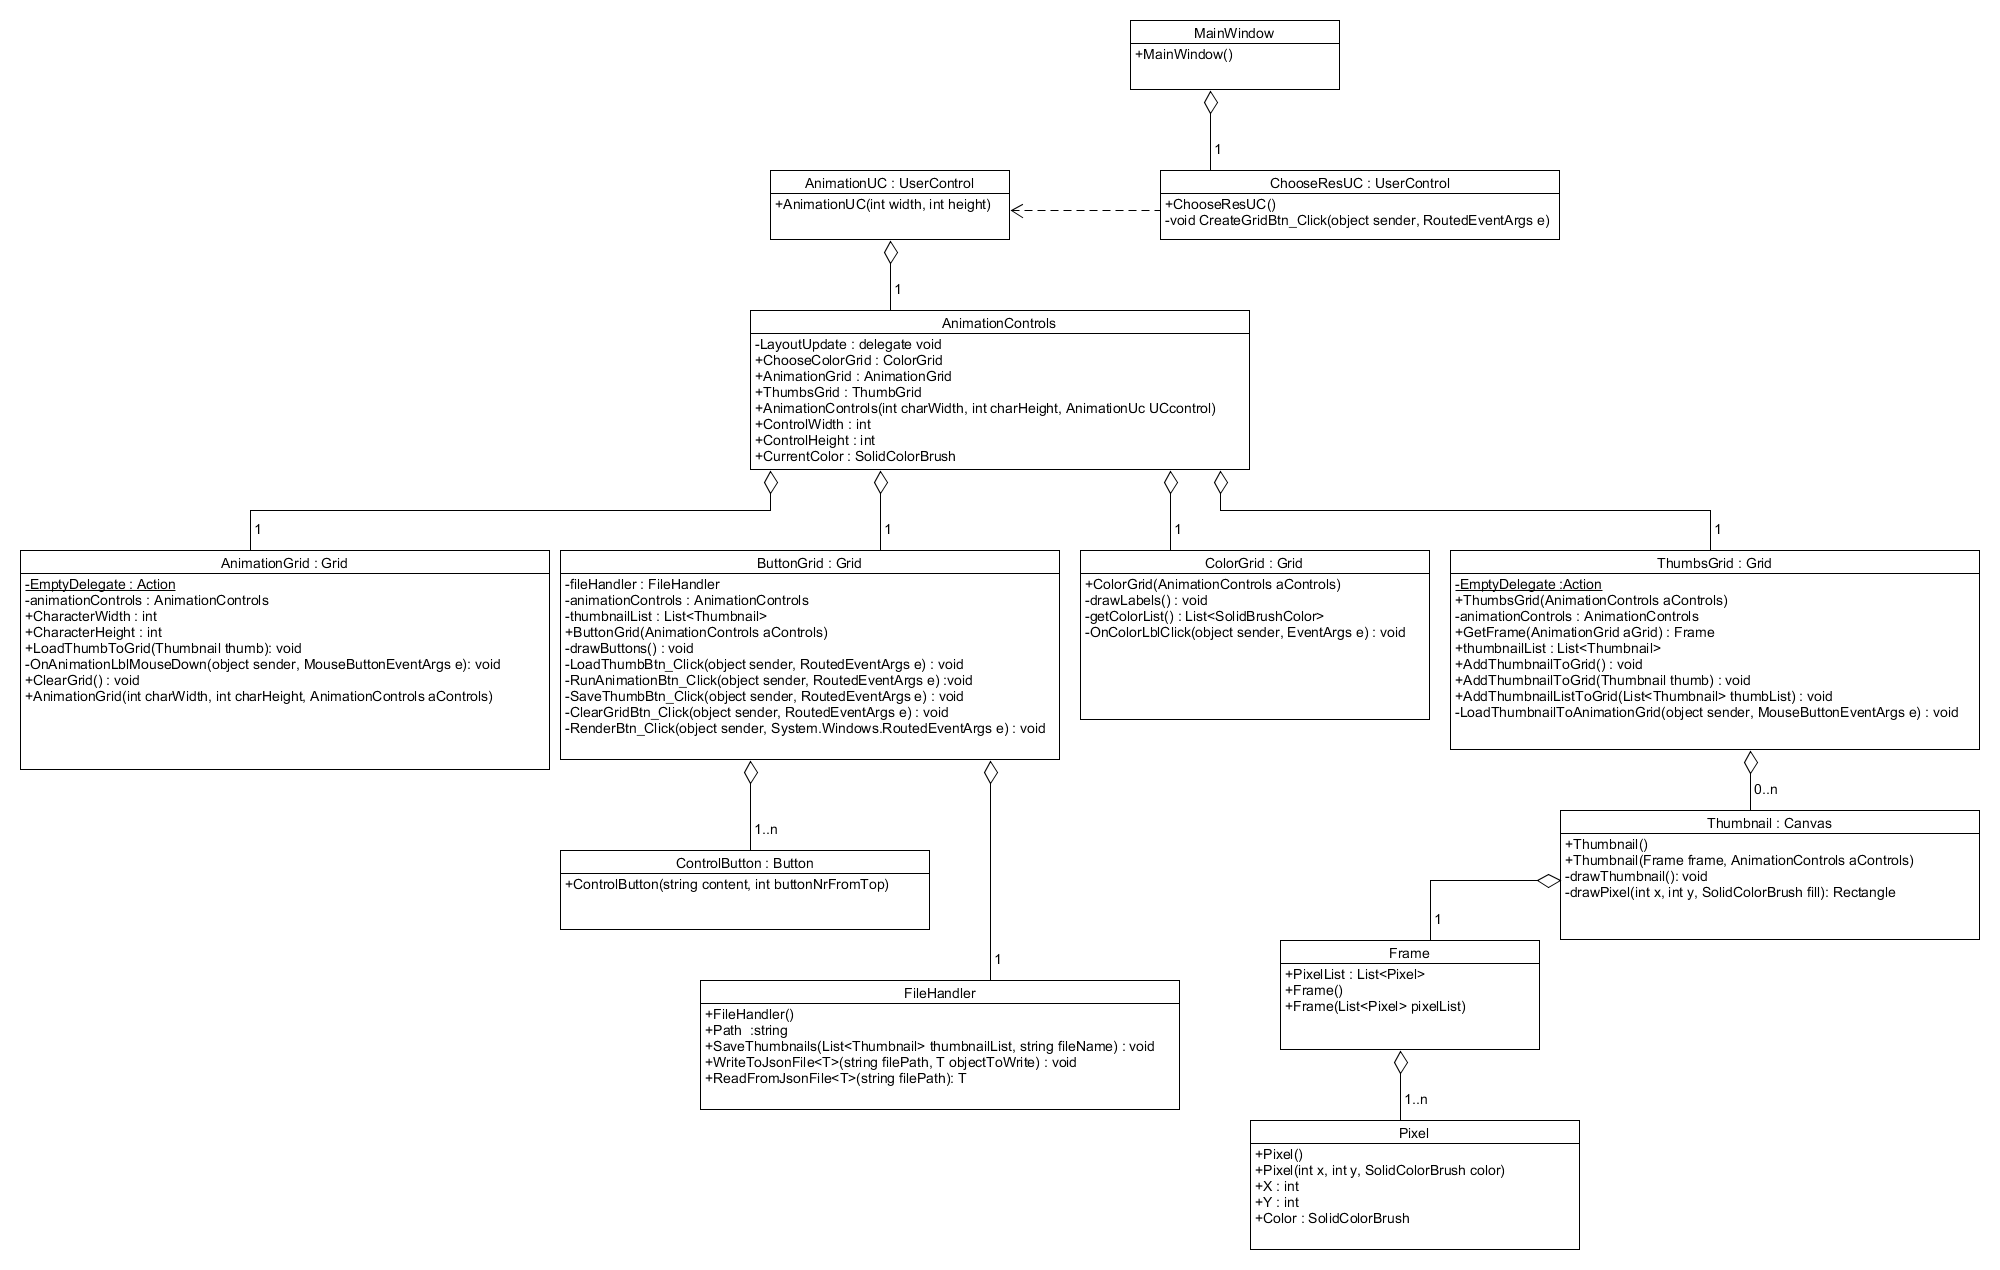 MainWindow
+MainWindow()
1
AnimationUC : UserControl
+AnimationUC(int width, int height)
ChooseResUC : UserControl
+ChooseResUC()
-void CreateGridBtn_Click(object sender, RoutedEventArgs e)
1
AnimationControls
-LayoutUpdate : delegate void
+ChooseColorGrid : ColorGrid
+AnimationGrid : AnimationGrid
+ThumbsGrid : ThumbGrid
+AnimationControls(int charWidth, int charHeight, AnimationUc UCcontrol)
+ControlWidth : int
+ControlHeight : int
+CurrentColor : SolidColorBrush
1
1
1
1
AnimationGrid : Grid
-EmptyDelegate : Action
-animationControls : AnimationControls
+CharacterWidth : int
+CharacterHeight : int
+LoadThumbToGrid(Thumbnail thumb): void
-OnAnimationLblMouseDown(object sender, MouseButtonEventArgs e): void
+ClearGrid() : void
+AnimationGrid(int charWidth, int charHeight, AnimationControls aControls)
ButtonGrid : Grid
-fileHandler : FileHandler
-animationControls : AnimationControls
-thumbnailList : List<Thumbnail>
+ButtonGrid(AnimationControls aControls)
-drawButtons() : void
-LoadThumbBtn_Click(object sender, RoutedEventArgs e) : void
-RunAnimationBtn_Click(object sender, RoutedEventArgs e) :void
-SaveThumbBtn_Click(object sender, RoutedEventArgs e) : void
-ClearGridBtn_Click(object sender, RoutedEventArgs e) : void
-RenderBtn_Click(object sender, System.Windows.RoutedEventArgs e) : void
ColorGrid : Grid
+ColorGrid(AnimationControls aControls)
-drawLabels() : void
-getColorList() : List<SolidBrushColor>
-OnColorLblClick(object sender, EventArgs e) : void
ThumbsGrid : Grid
-EmptyDelegate :Action
+ThumbsGrid(AnimationControls aControls)
-animationControls : AnimationControls
+GetFrame(AnimationGrid aGrid) : Frame
+thumbnailList : List<Thumbnail>
+AddThumbnailToGrid() : void
+AddThumbnailToGrid(Thumbnail thumb) : void
+AddThumbnailListToGrid(List<Thumbnail> thumbList) : void
-LoadThumbnailToAnimationGrid(object sender, MouseButtonEventArgs e) : void
0..n
Thumbnail : Canvas
+Thumbnail()
+Thumbnail(Frame frame, AnimationControls aControls)
-drawThumbnail(): void
-drawPixel(int x, int y, SolidColorBrush fill): Rectangle
1..n
ControlButton : Button
+ControlButton(string content, int buttonNrFromTop)
1
FileHandler
+FileHandler()
+Path  :string
+SaveThumbnails(List<Thumbnail> thumbnailList, string fileName) : void
+WriteToJsonFile<T>(string filePath, T objectToWrite) : void
+ReadFromJsonFile<T>(string filePath): T
1
Frame
+PixelList : List<Pixel>
+Frame()
+Frame(List<Pixel> pixelList)
1..n
Pixel
+Pixel()
+Pixel(int x, int y, SolidColorBrush color)
+X : int
+Y : int
+Color : SolidColorBrush